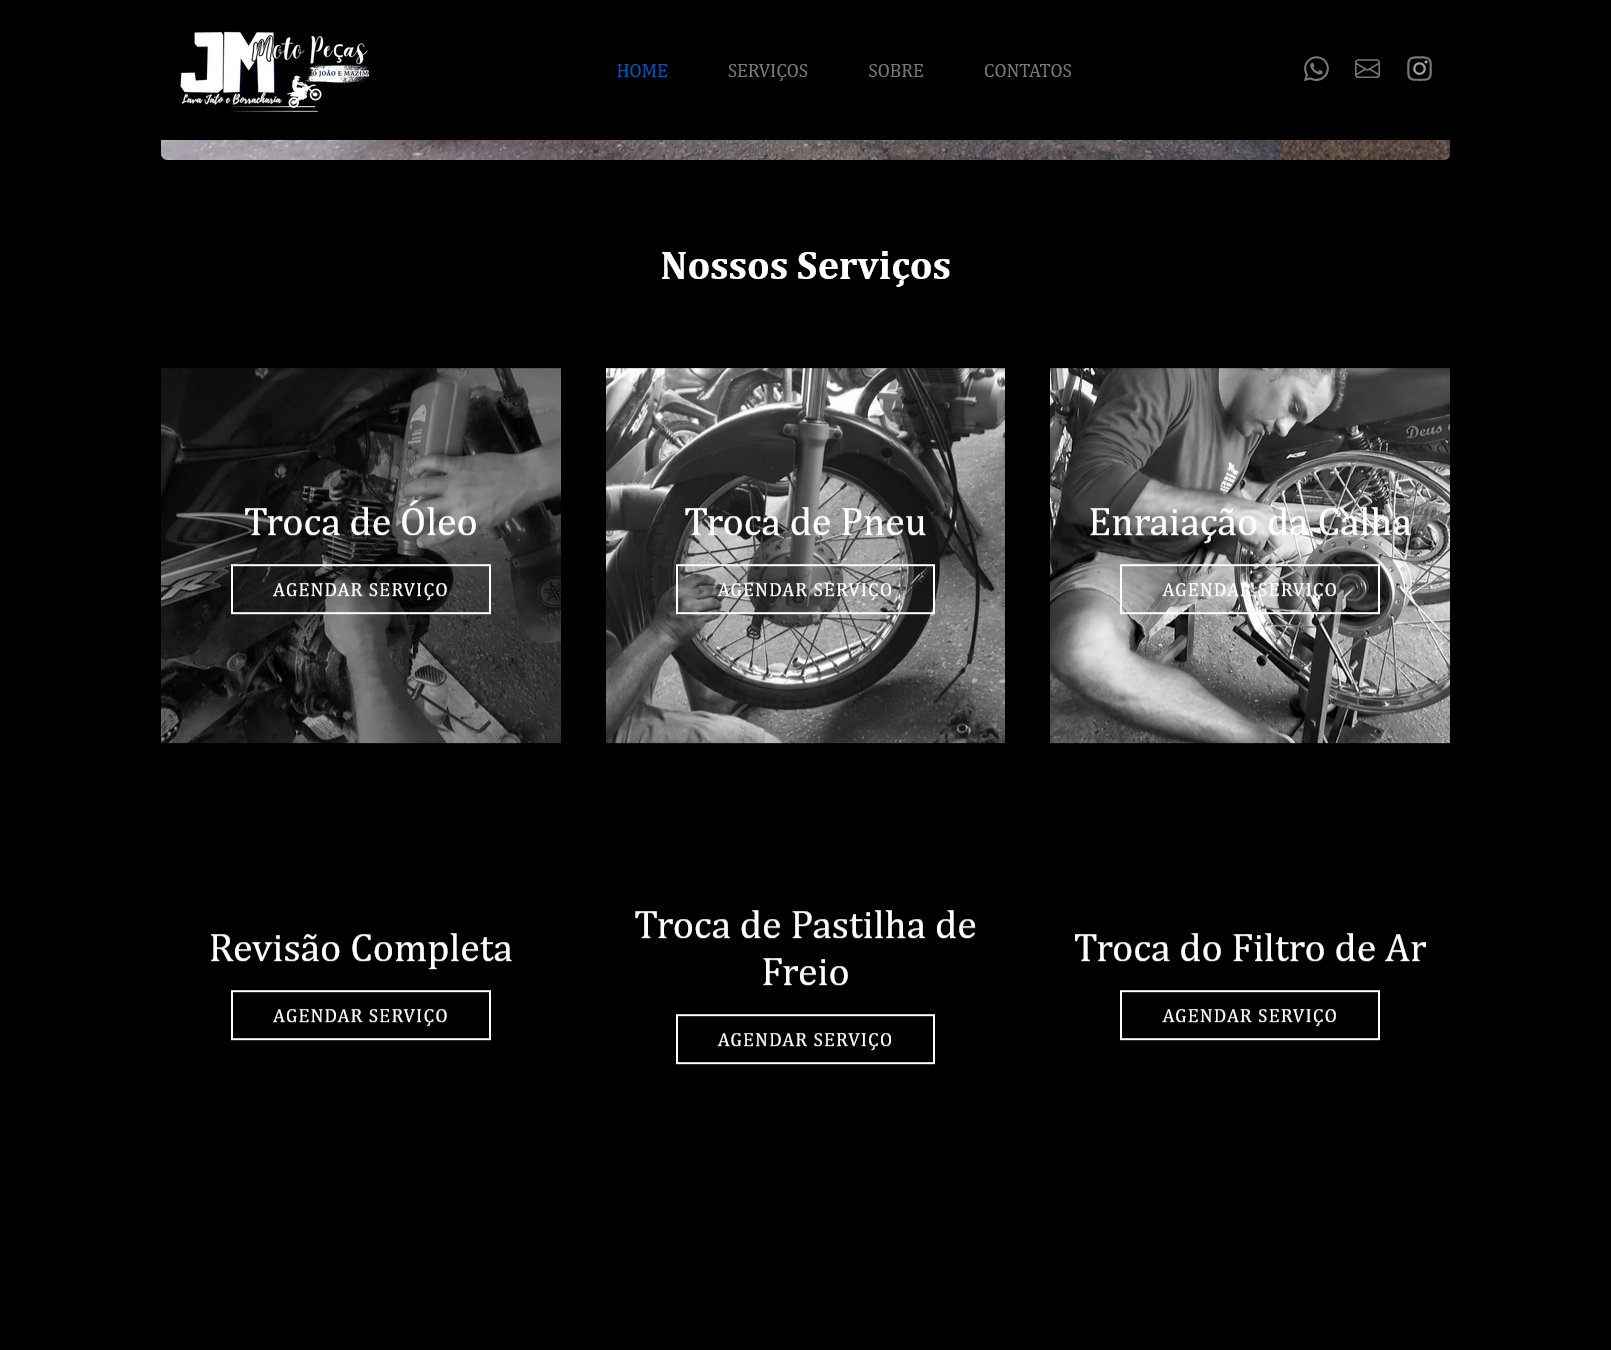 JM Moto Peças
O JOÃO E MAZIM
Lava Jato e Borracharia
HOME
SERVIÇOS
SOBRE
CONTATOS
Nossos Serviços
Troca de Óleo
AGENDAR SERVIÇO
Troca de Pneu
AGENDAR SERVIÇO
Deus
Enraiação da Calha
AGENDAR SERVIÇO
Revisão Completa
AGENDAR SERVIÇO
Troca de Pastilha de
Freio
AGENDAR SERVIÇO
Troca do Filtro de Ar
AGENDAR SERVIÇO